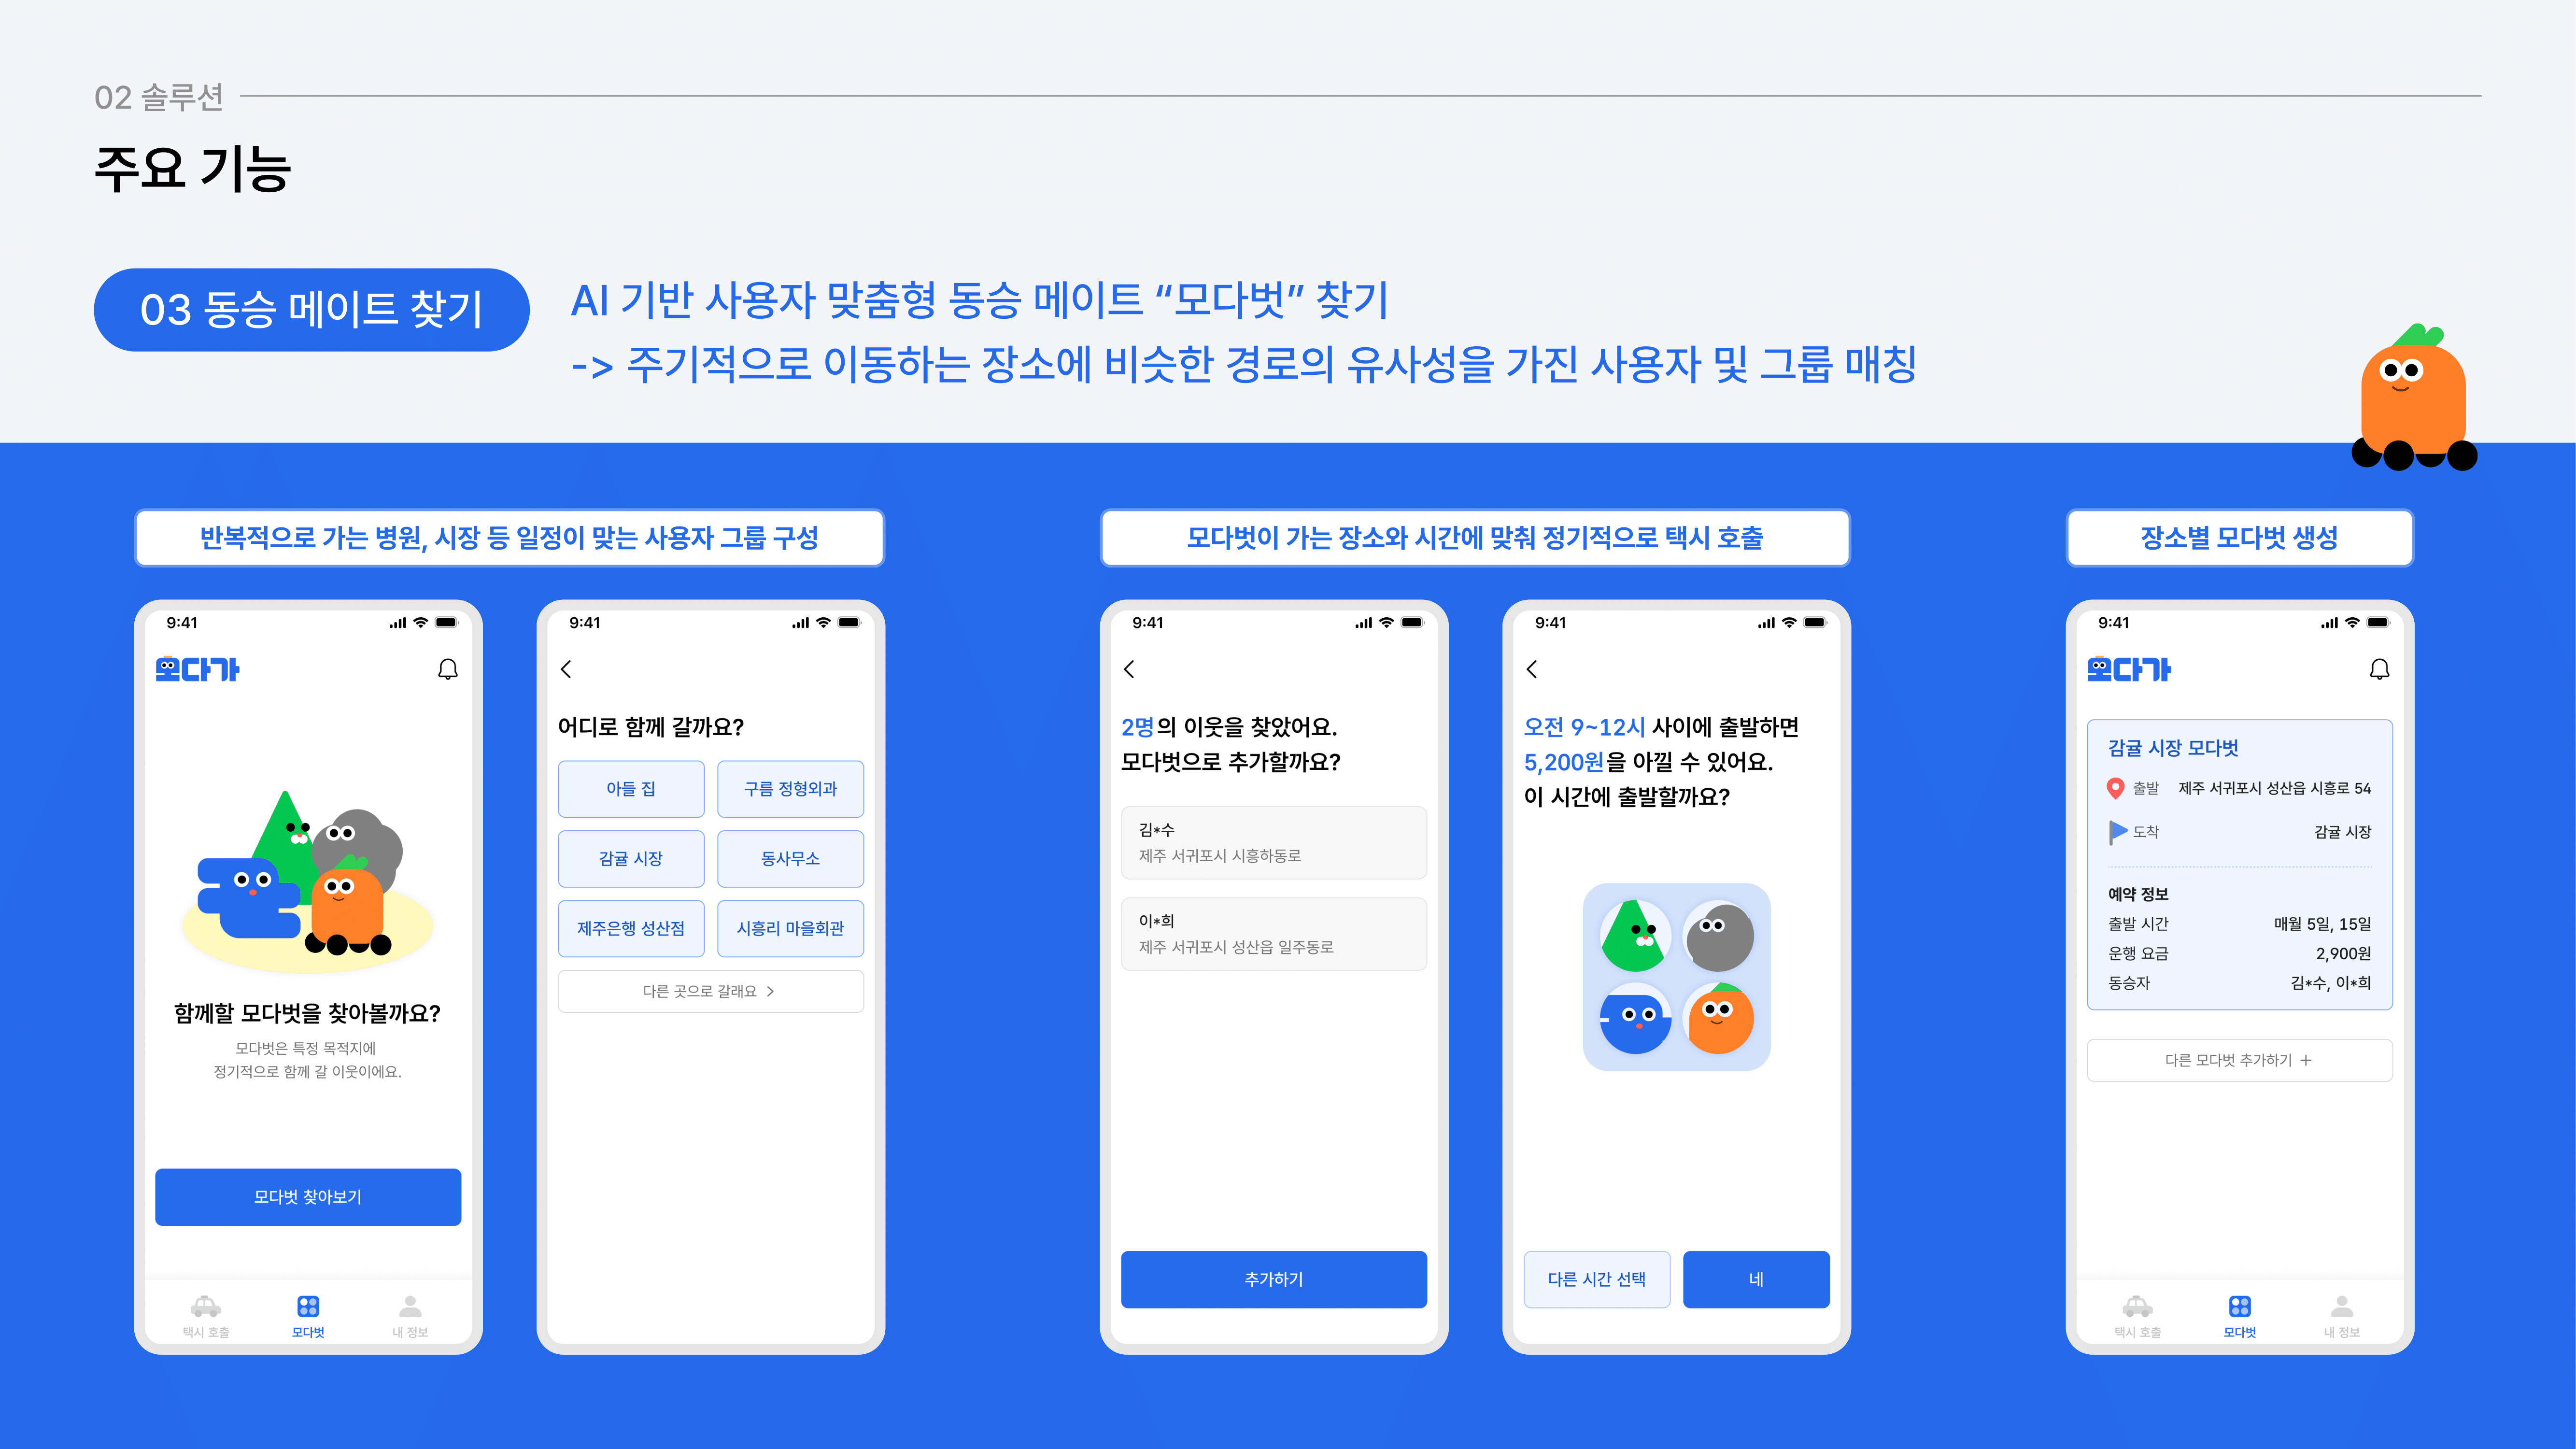 02 솔루션
주요 기능
03 동승 메이트 찾기
AI 기반 사용자 맞춤형 동승 메이트 “모다벗” 찾기
-> 주기적으로 이동하는 장소에 비슷한 경로의 유사성을 가진 사용자 및 그룹 매칭
반복적으로 가는 병원, 시장 등 일정이 맞는 사용자 그룹 구성
9:41
모다가
함께할 모다벗을 찾아볼까요?
모다벗은 특정 목적지에
정기적으로 함께 갈 이웃이에요.
모다벗 찾아보기
택시 호출
모다벗
내 정보
9:41
어디로 함께 갈까요?
아들 집
구름 정형외과
감귤 시장
동사무소
제주은행 성산점
시흥리 마을회관
다른 곳으로 갈래요 >
모다벗이 가는 장소와 시간에 맞춰 정기적으로 택시 호출
9:41
2명의 이웃을 찾았어요.
모다벗으로 추가할까요?
김*수
제주 서귀포시 시흥하동로
이*희
제주 서귀포시 성산읍 일주동로
추가하기
9:41
오전 9~12시 사이에 출발하면
5,200원을 아낄 수 있어요.
이 시간에 출발할까요?
다른 시간 선택
네
장소별 모다벗 생성
9:41
모다가
감귤 시장 모다벗
출발 제주 서귀포시 성산읍 시흥로 54
도착 감귤 시장
예약 정보
출발 시간 매월 5일, 15일
운행 요금 2,900원
동승자 김*수, 이*희
다른 모다벗 추가하기 +
택시 호출
모다벗
내 정보